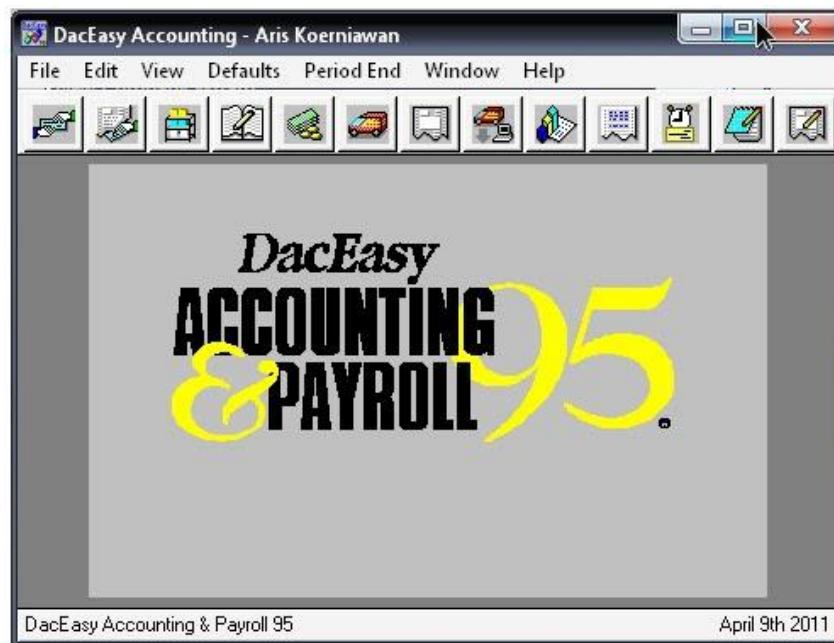 DacEasy Accounting - Aris Koerniawan
File Edit View Defaults Period End Window Help
DacEasy
ACCOUNTING 95
& PAYROLL
DacEasy Accounting & Payroll 95 April 9th 2011